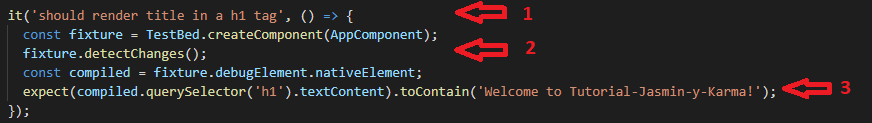 it('should render title in a h1 tag', () => { 1
  const fixture = TestBed.createComponent(AppComponent);
  fixture.detectChanges(); 2
  const compiled = fixture.debugElement.nativeElement;
  expect(compiled.querySelector('h1').textContent).toContain('Welcome to Tutorial-Jasmin-y-Karma!'); 3
});